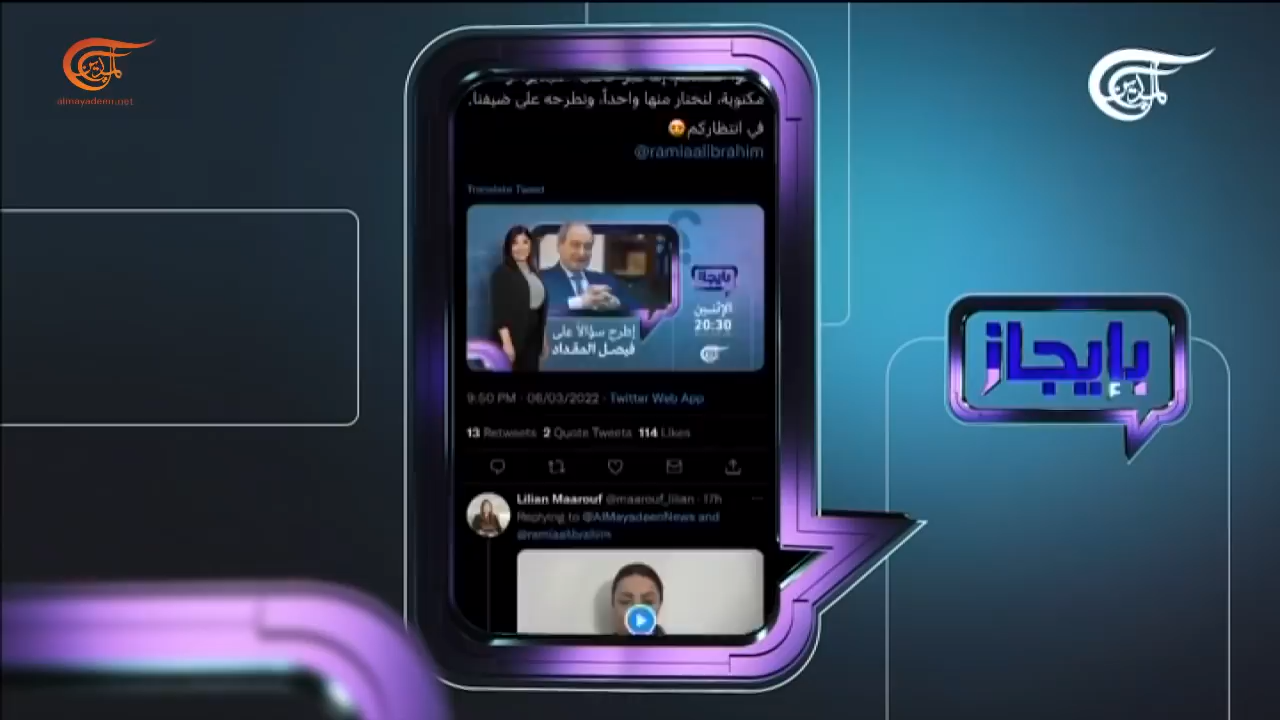 الميادين
almayadeen.net
الميادين
مكتوبة، لنختار منها واحداً، ونطرحه على ضيفنا.
في انتظاركم😍
@ramiaalibrahim
Translate Tweet
بإيجاز
الإثنين
20:30
إطرح سؤالاً على
فيصل المقداد
9:50 PM · 06/03/2022 · Twitter Web App
13 Retweets 2 Quote Tweets 114 Likes
Lilian Maarouf @maarouf_lilian · 17h
Replying to @AlMayadeenNews and
@ramiaalibrahim
بإيجاز